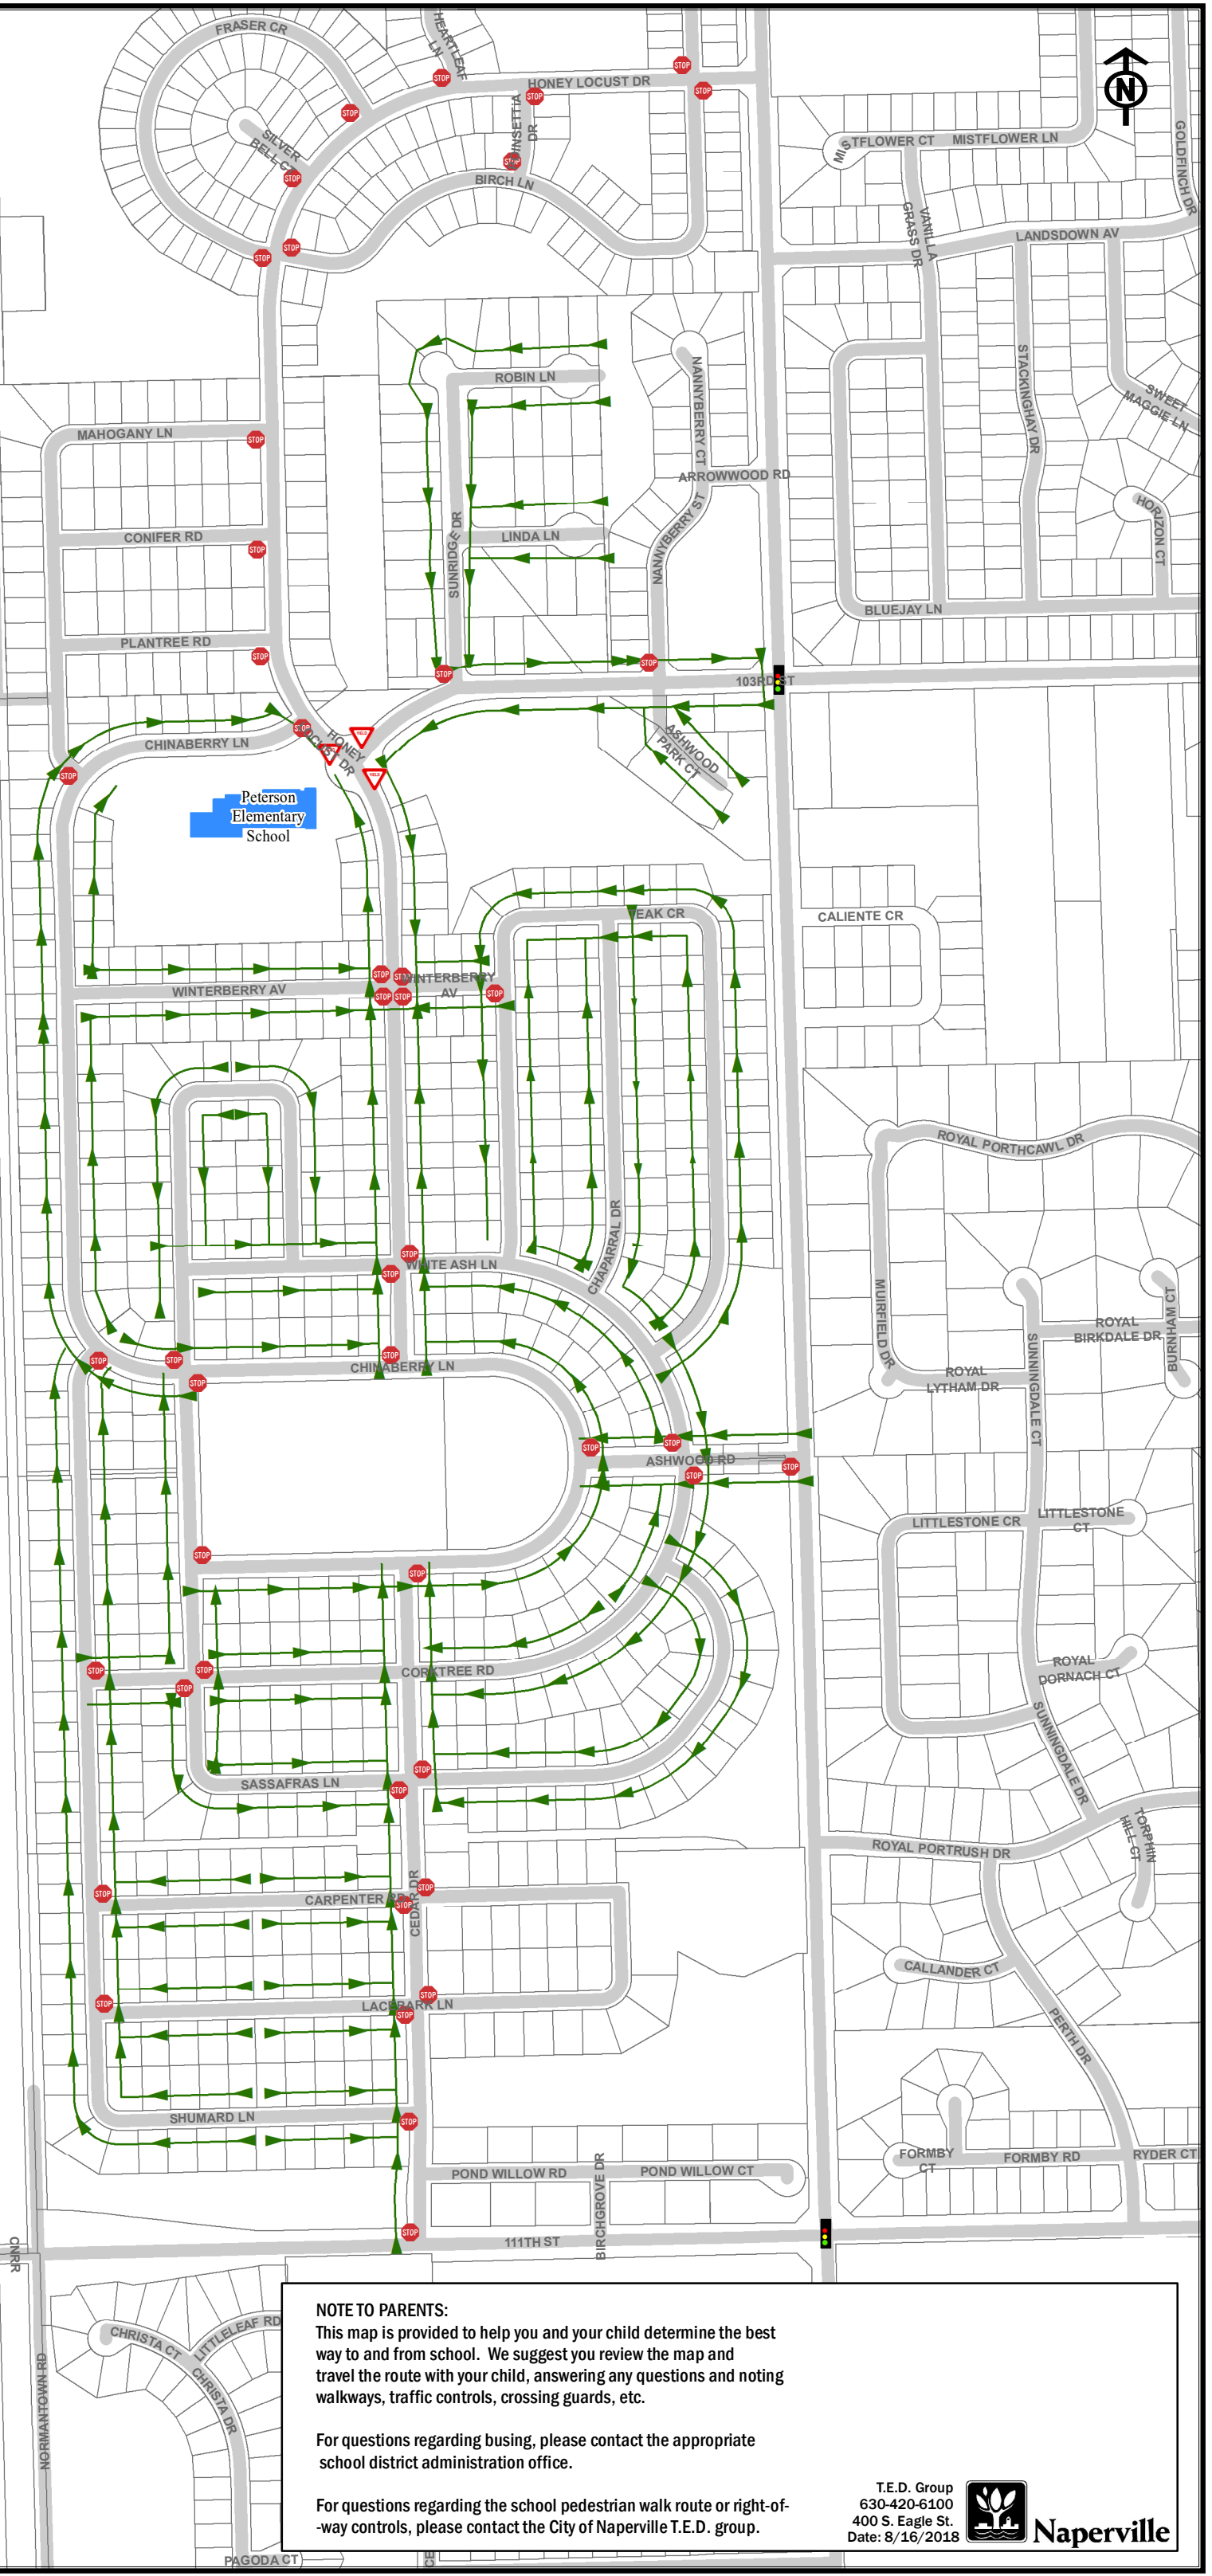 FRASER CR
HEARTLEAF
LN
HONEY LOCUST DR
SILVER
BELL CT
DR
BIRCH LN
N
MISTFLOWER CT
MISTFLOWER LN
GOLDFINCH DR
VANILLA
GRASS DR
LANDSDOWN AV
ROBIN LN
NANNYBERRY CT
STACKINGHAY DR
SWEET
MAGGIE LN
MAHOGANY LN
ARROWWOOD RD
CONIFER RD
SUNRIDGE DR
LINDA LN
NANNYBERRY ST
HORIZON CT
BLUEJAY LN
PLANTREE RD
103RD ST
CHINABERRY LN
HONEY
LOCUST DR
ASHWOOD
PARK CT
Peterson
Elementary
School
TEAK CR
CALIENTE CR
WINTERBERRY AV
WINTERBERRY
AV
ROYAL PORTHCAWL DR
CHAPARRAL DR
WHITE ASH LN
MUIRFIELD DR
ROYAL
BIRKDALE DR
BURNHAM CT
SUNNINGDALE CT
ROYAL
LYTHAM DR
CHINABERRY LN
ASHWOOD RD
LITTLESTONE CR
LITTLESTONE
CT
CORKTREE RD
ROYAL
DORNACH CT
SUNNINGDALE DR
SASSAFRAS LN
TORPHIN
HILL CT
ROYAL PORTRUSH DR
CARPENTER RD
CEDAR DR
CALLANDER CT
LACEBARK LN
PERTH DR
SHUMARD LN
FORMBY
CT
FORMBY RD
RYDER CT
POND WILLOW RD
POND WILLOW CT
BIRCHGROVE DR
111TH ST
CNRR
NORMANTOWN RD
CHRISTA CT
LITTLELEAF RD
CHRISTA DR
PAGODA CT
CE
STOP
YIELD
NOTE TO PARENTS:
This map is provided to help you and your child determine the best
way to and from school.  We suggest you review the map and
travel the route with your child, answering any questions and noting
walkways, traffic controls, crossing guards, etc.
For questions regarding busing, please contact the appropriate
school district administration office.
For questions regarding the school pedestrian walk route or right-of-
-way controls, please contact the City of Naperville T.E.D. group.
T.E.D. Group
630-420-6100
400 S. Eagle St.
Date: 8/16/2018
Naperville